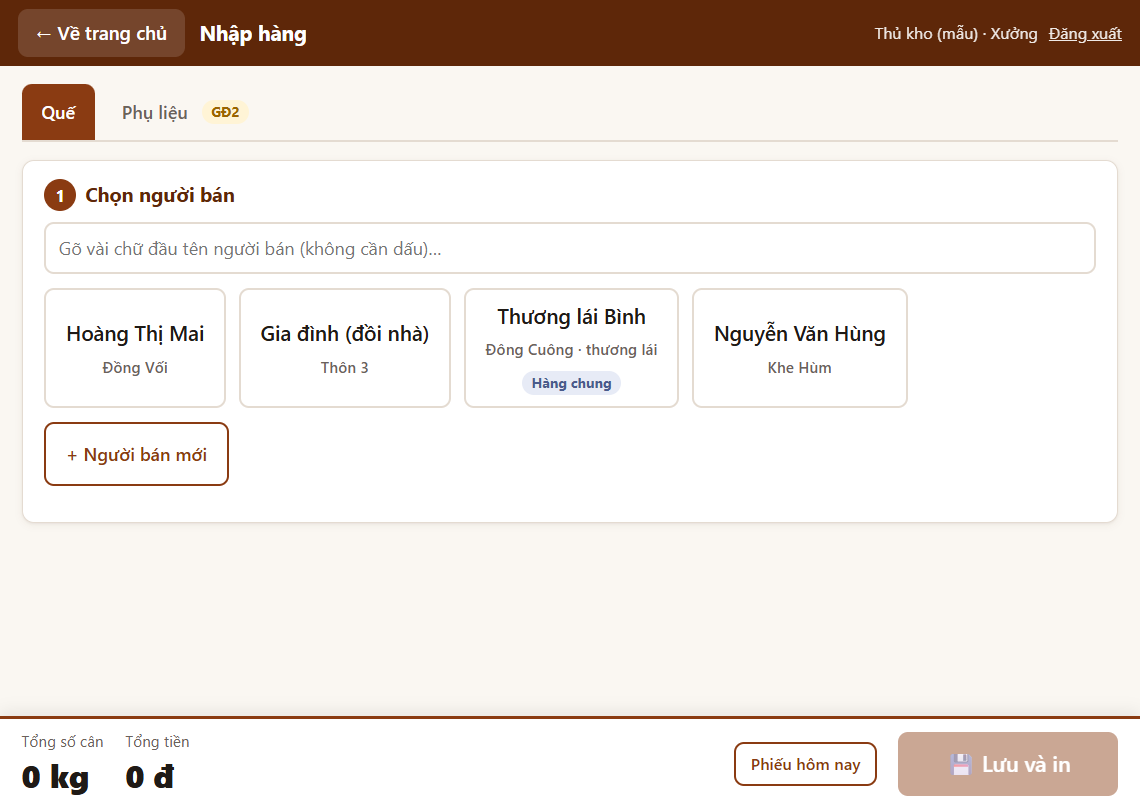 ← Về trang chủ
Nhập hàng
Thủ kho (mẫu) · Xưởng
Đăng xuất
Quế
Phụ liệu
GĐ2
1
Chọn người bán
Gõ vài chữ đầu tên người bán (không cần dấu)...
Hoàng Thị Mai
Đồng Vối
Gia đình (đồi nhà)
Thôn 3
Thương lái Bình
Đông Cuông · thương lái
Hàng chung
Nguyễn Văn Hùng
Khe Hùm
+ Người bán mới
Tổng số cân
0 kg
Tổng tiền
0 đ
Phiếu hôm nay
Lưu và in